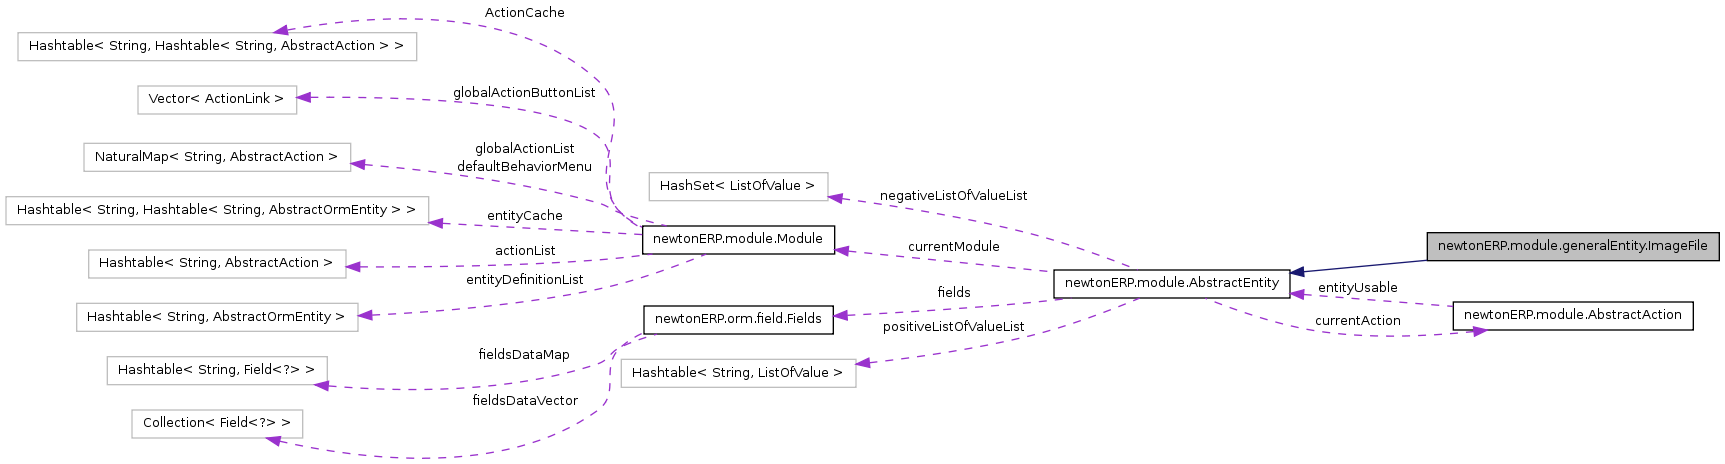 ActionCache
Hashtable< String, Hashtable< String, AbstractAction > >
globalActionButtonList
Vector< ActionLink >
globalActionList
defaultBehaviorMenu
NaturalMap< String, AbstractAction >
HashSet< ListOfValue >
negativeListOfValueList
Hashtable< String, Hashtable< String, AbstractOrmEntity > >
entityCache
newtonERP.module.Module
currentModule
newtonERP.module.generalEntity.ImageFile
actionList
Hashtable< String, AbstractAction >
entityDefinitionList
newtonERP.module.AbstractEntity
entityUsable
fields
Hashtable< String, AbstractOrmEntity >
newtonERP.orm.field.Fields
newtonERP.module.AbstractAction
currentAction
positiveListOfValueList
fieldsDataMap
Hashtable< String, Field<?> >
Hashtable< String, ListOfValue >
fieldsDataVector
Collection< Field<?> >